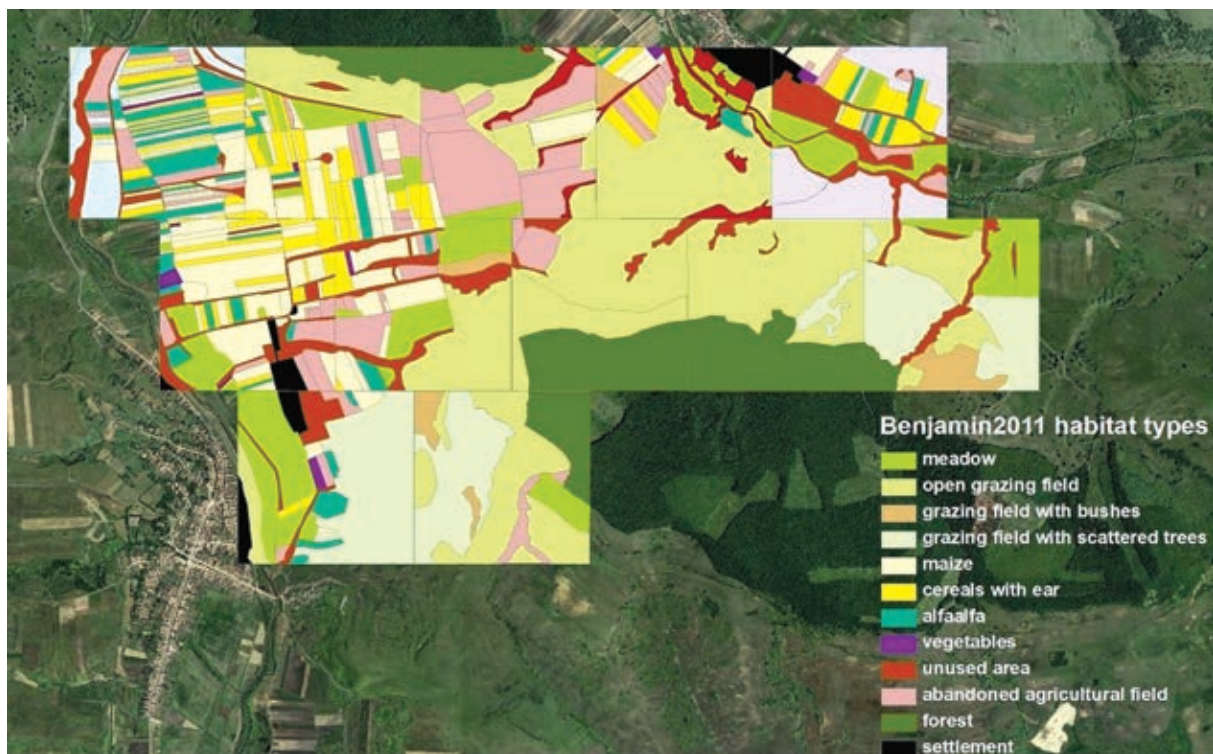 Benjamin2011 habitat types
meadow
open grazing field
grazing field with bushes
grazing field with scattered trees
maize
cereals with ear
alfaalfa
vegetables
unused area
abandoned agricultural field
forest
settlement